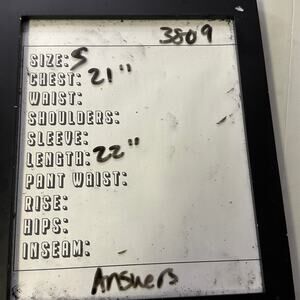 3809
SIZE: S
CHEST: 21"
WAIST:
SHOULDERS:
SLEEVE:
LENGTH: 22"
PANT WAIST:
RISE:
HIPS:
INSEAM:
Answers